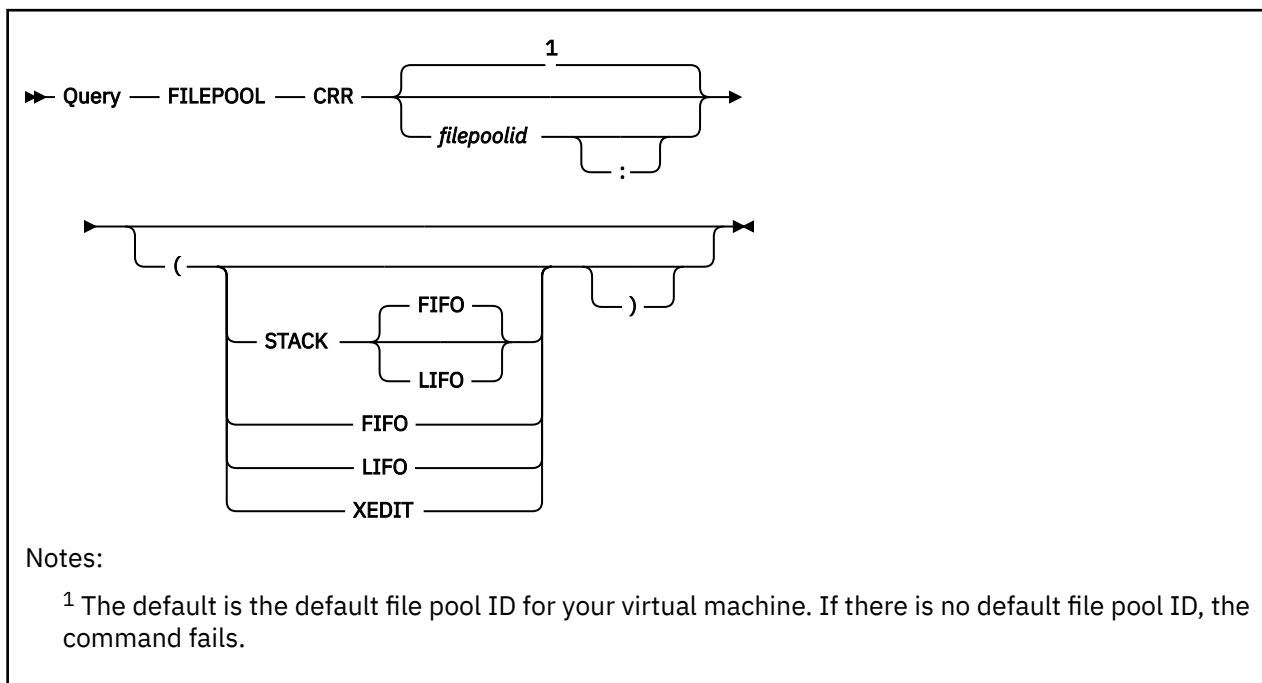 1
Query — FILEPOOL — CRR
filepoolid
:
(
FIFO
)
STACK
LIFO
FIFO
LIFO
XEDIT
Notes:
1 The default is the default file pool ID for your virtual machine. If there is no default file pool ID, the
command fails.